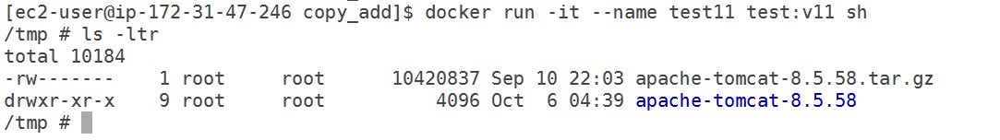 [ec2-user@ip-172-31-47-246 copy_add]$ docker run -it --name test11 test:v11 sh
/tmp # ls -ltr
total 10184
-rw-------    1 root     root      10420837 Sep 10 22:03 apache-tomcat-8.5.58.tar.gz
drwxr-xr-x    9 root     root          4096 Oct  6 04:39 apache-tomcat-8.5.58
/tmp #